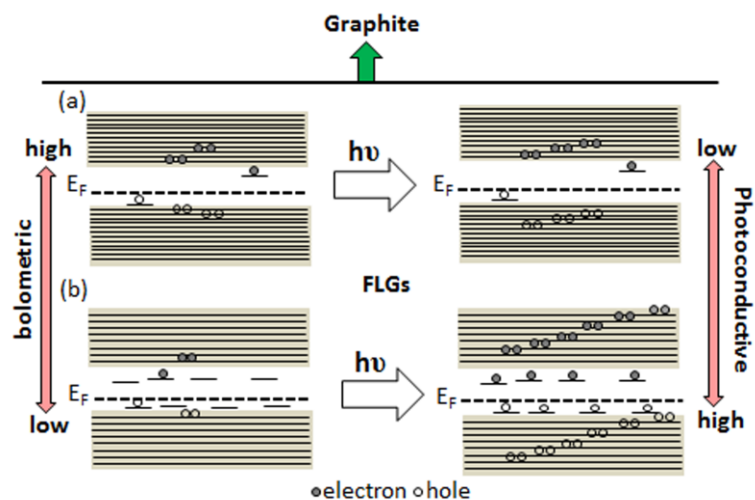 Graphite
(a)
high
hυ
low
E_F
E_F
bolometric
Photoconductive
(b)
FLGs
hυ
E_F
E_F
low
high
electron hole